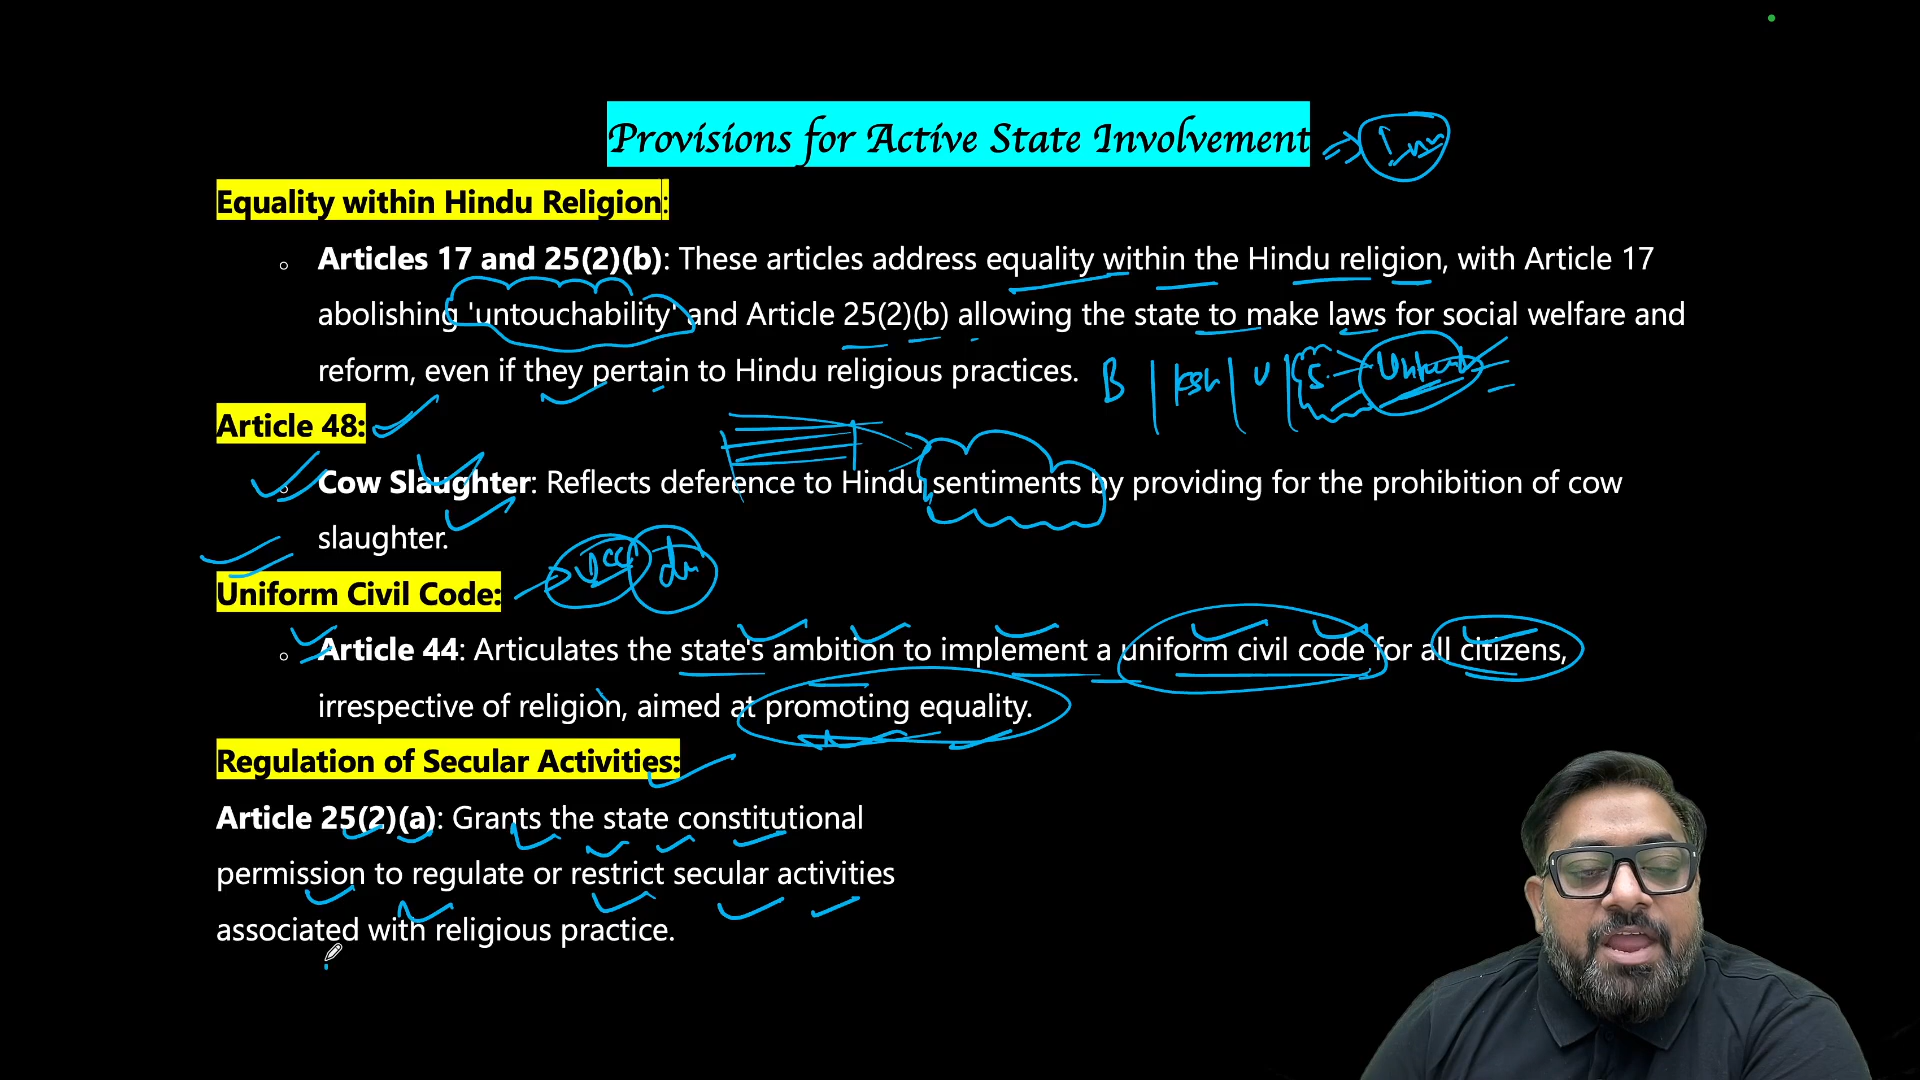 Provisions for Active State Involvement
Equality within Hindu Religion:
Articles 17 and 25(2)(b): These articles address equality within the Hindu religion, with Article 17
abolishing 'untouchability' and Article 25(2)(b) allowing the state to make laws for social welfare and
reform, even if they pertain to Hindu religious practices.
Article 48:
Cow Slaughter: Reflects deference to Hindu sentiments by providing for the prohibition of cow
slaughter.
Uniform Civil Code:
Article 44: Articulates the state's ambition to implement a uniform civil code for all citizens,
irrespective of religion, aimed at promoting equality.
Regulation of Secular Activities:
Article 25(2)(a): Grants the state constitutional
permission to regulate or restrict secular activities
associated with religious practice.